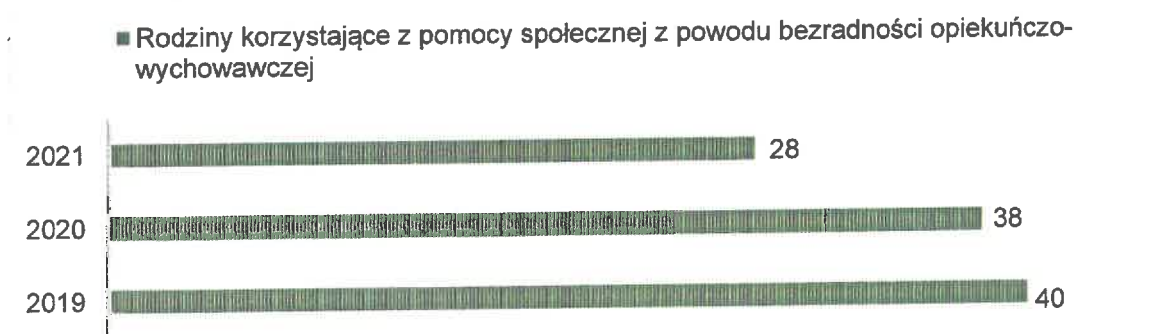 Rodziny korzystające z pomocy społecznej z powodu bezradności opiekuńczo-
wychowawczej
2021 28
2020 38
2019 40